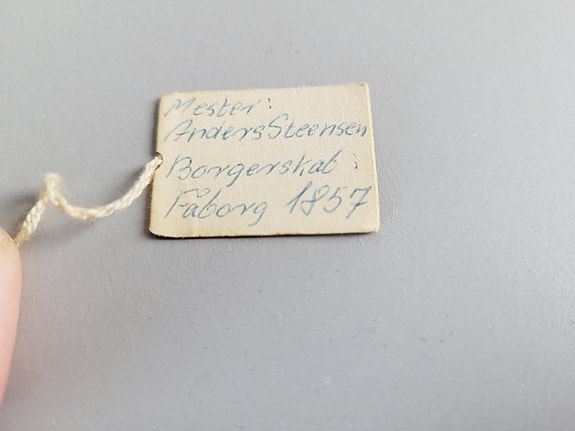 Mester:
Anders Steensen
Borgerskab i
Fåborg 1857